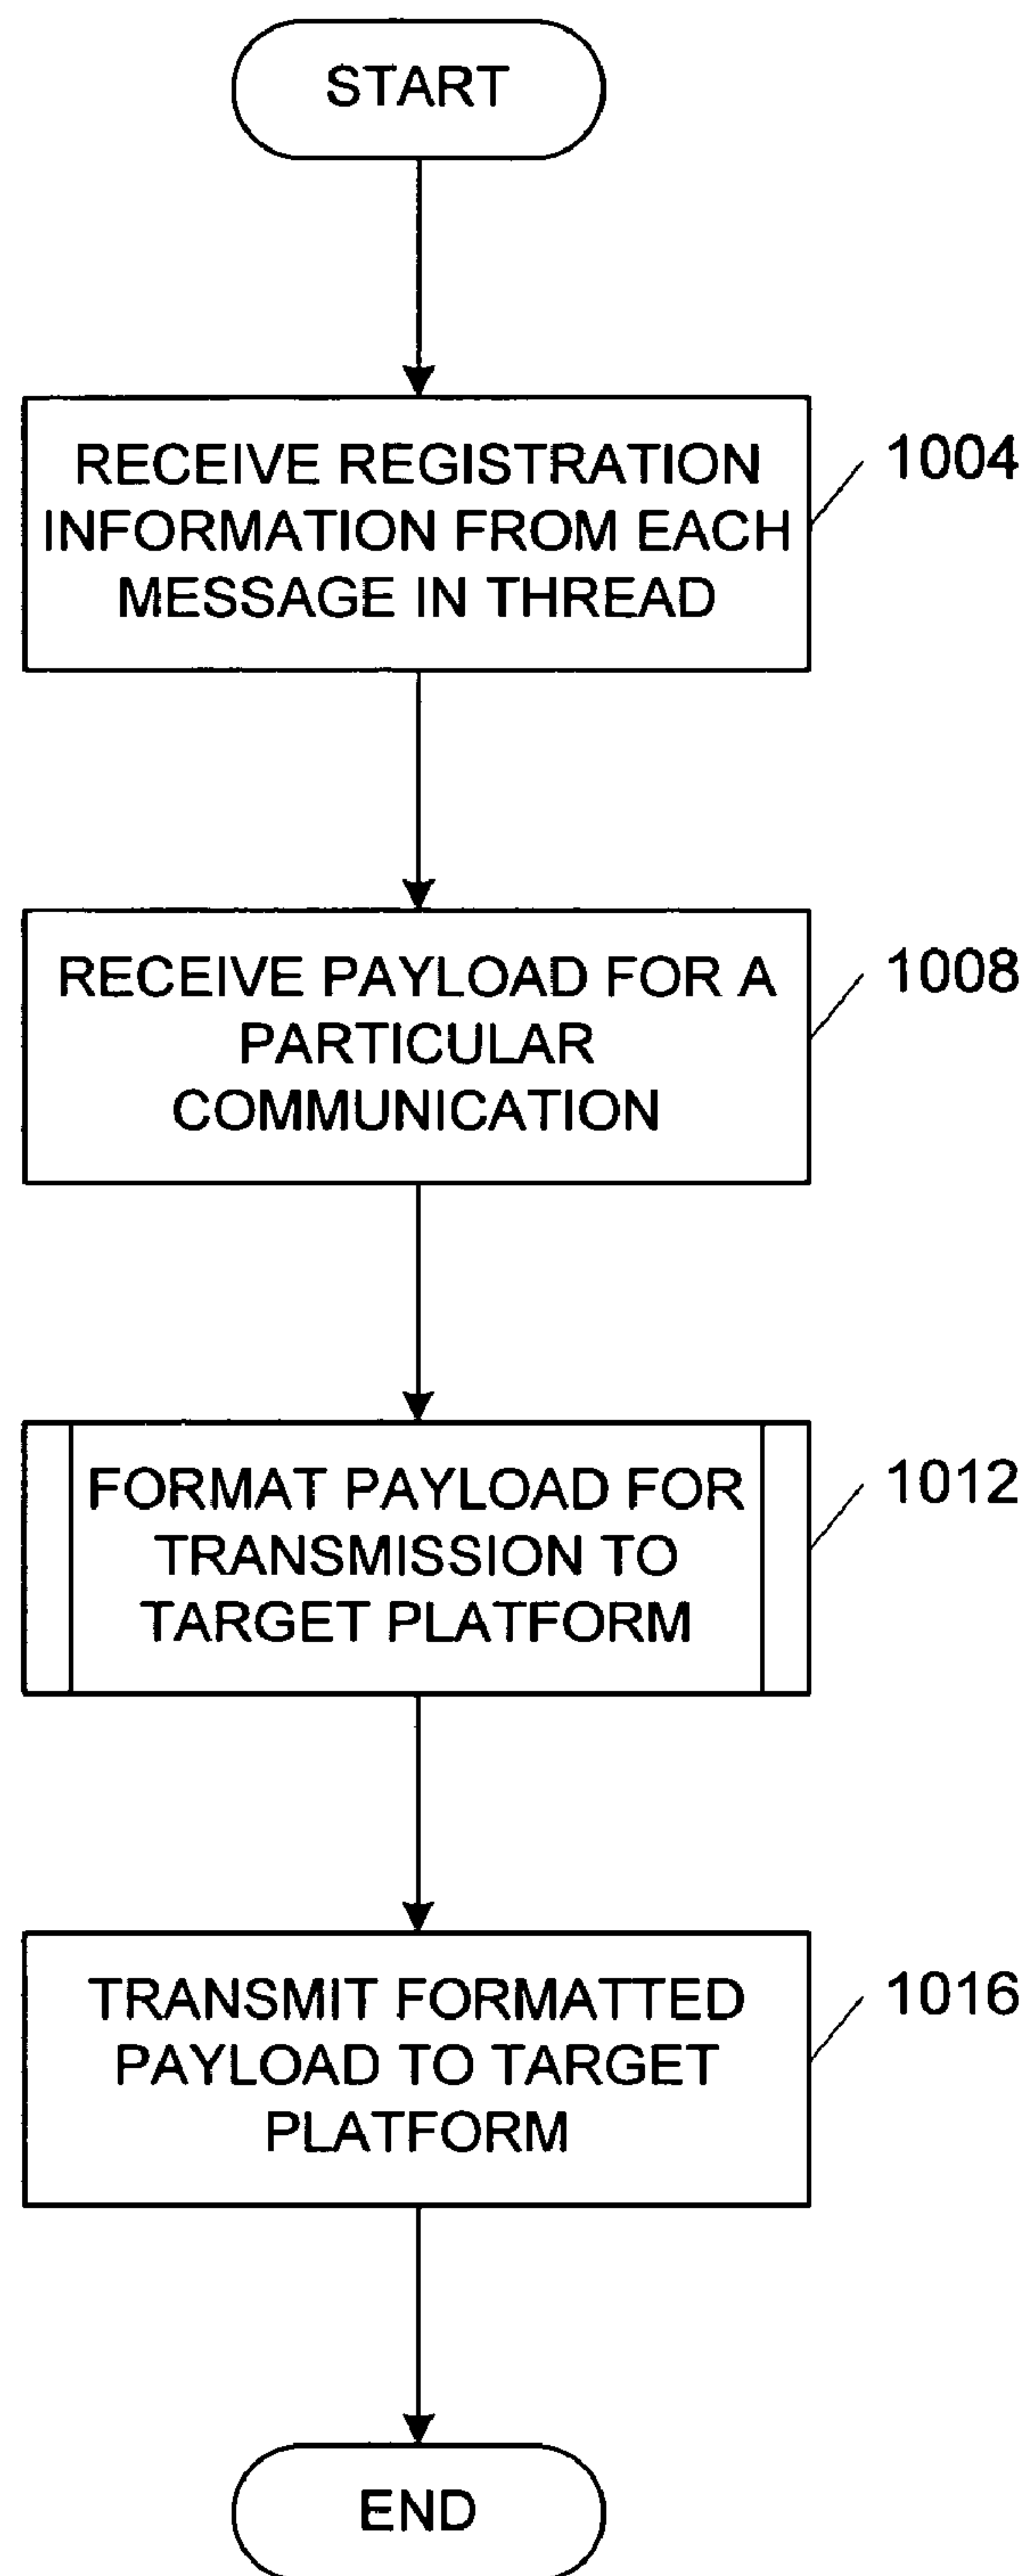 START
RECEIVE REGISTRATION
INFORMATION FROM EACH
MESSAGE IN THREAD
1004
RECEIVE PAYLOAD FOR A
PARTICULAR
COMMUNICATION
1008
FORMAT PAYLOAD FOR
TRANSMISSION TO
TARGET PLATFORM
1012
TRANSMIT FORMATTED
PAYLOAD TO TARGET
PLATFORM
1016
END